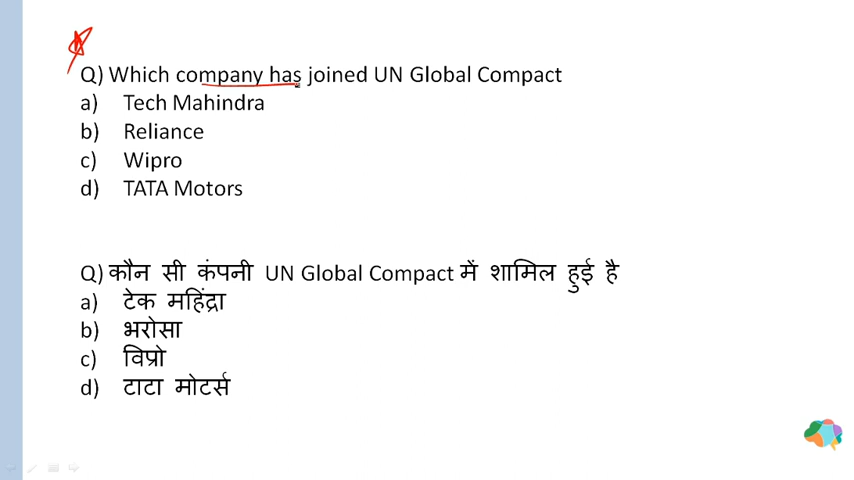 Q) Which company has joined UN Global Compact
a) Tech Mahindra
b) Reliance
c) Wipro
d) TATA Motors
Q) कौन सी कंपनी UN Global Compact में शामिल हुई है
a) टेक महिंद्रा
b) भरोसा
c) विप्रो
d) टाटा मोटर्स